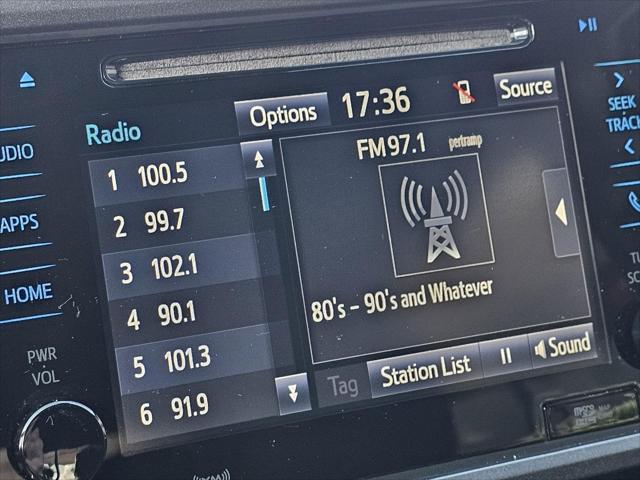 Options 17:36 Source
Radio
FM 97.1 pertramp
1 100.5
2 99.7
3 102.1
4 90.1
5 101.3
6 91.9
80's - 90's and Whatever
Tag Station List Sound
AUDIO
APPS
HOME
PWR
VOL
SEEK
TRACK